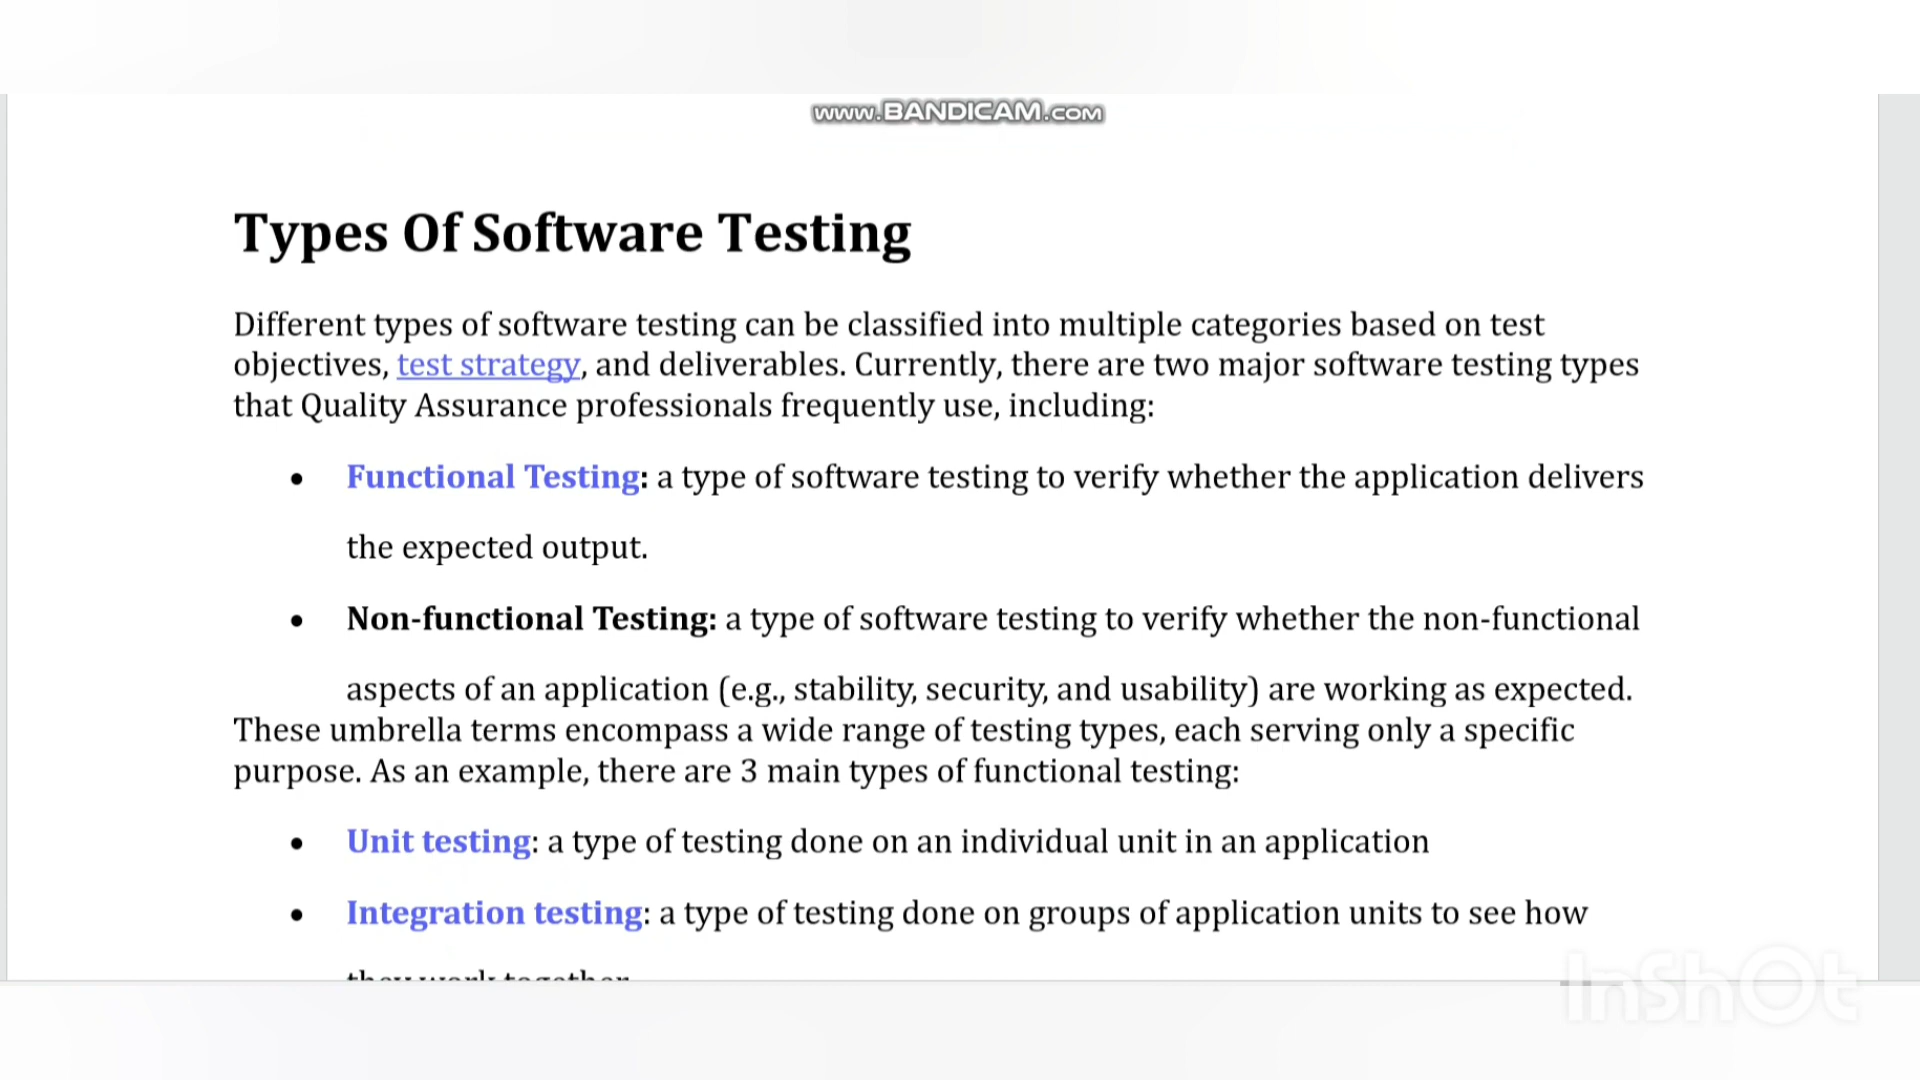 www.BANDICAM.com
Types Of Software Testing
Different types of software testing can be classified into multiple categories based on test
objectives, test strategy, and deliverables. Currently, there are two major software testing types
that Quality Assurance professionals frequently use, including:
• Functional Testing: a type of software testing to verify whether the application delivers
the expected output.
• Non-functional Testing: a type of software testing to verify whether the non-functional
aspects of an application (e.g., stability, security, and usability) are working as expected.
These umbrella terms encompass a wide range of testing types, each serving only a specific
purpose. As an example, there are 3 main types of functional testing:
• Unit testing: a type of testing done on an individual unit in an application
• Integration testing: a type of testing done on groups of application units to see how
they work together
InShOt